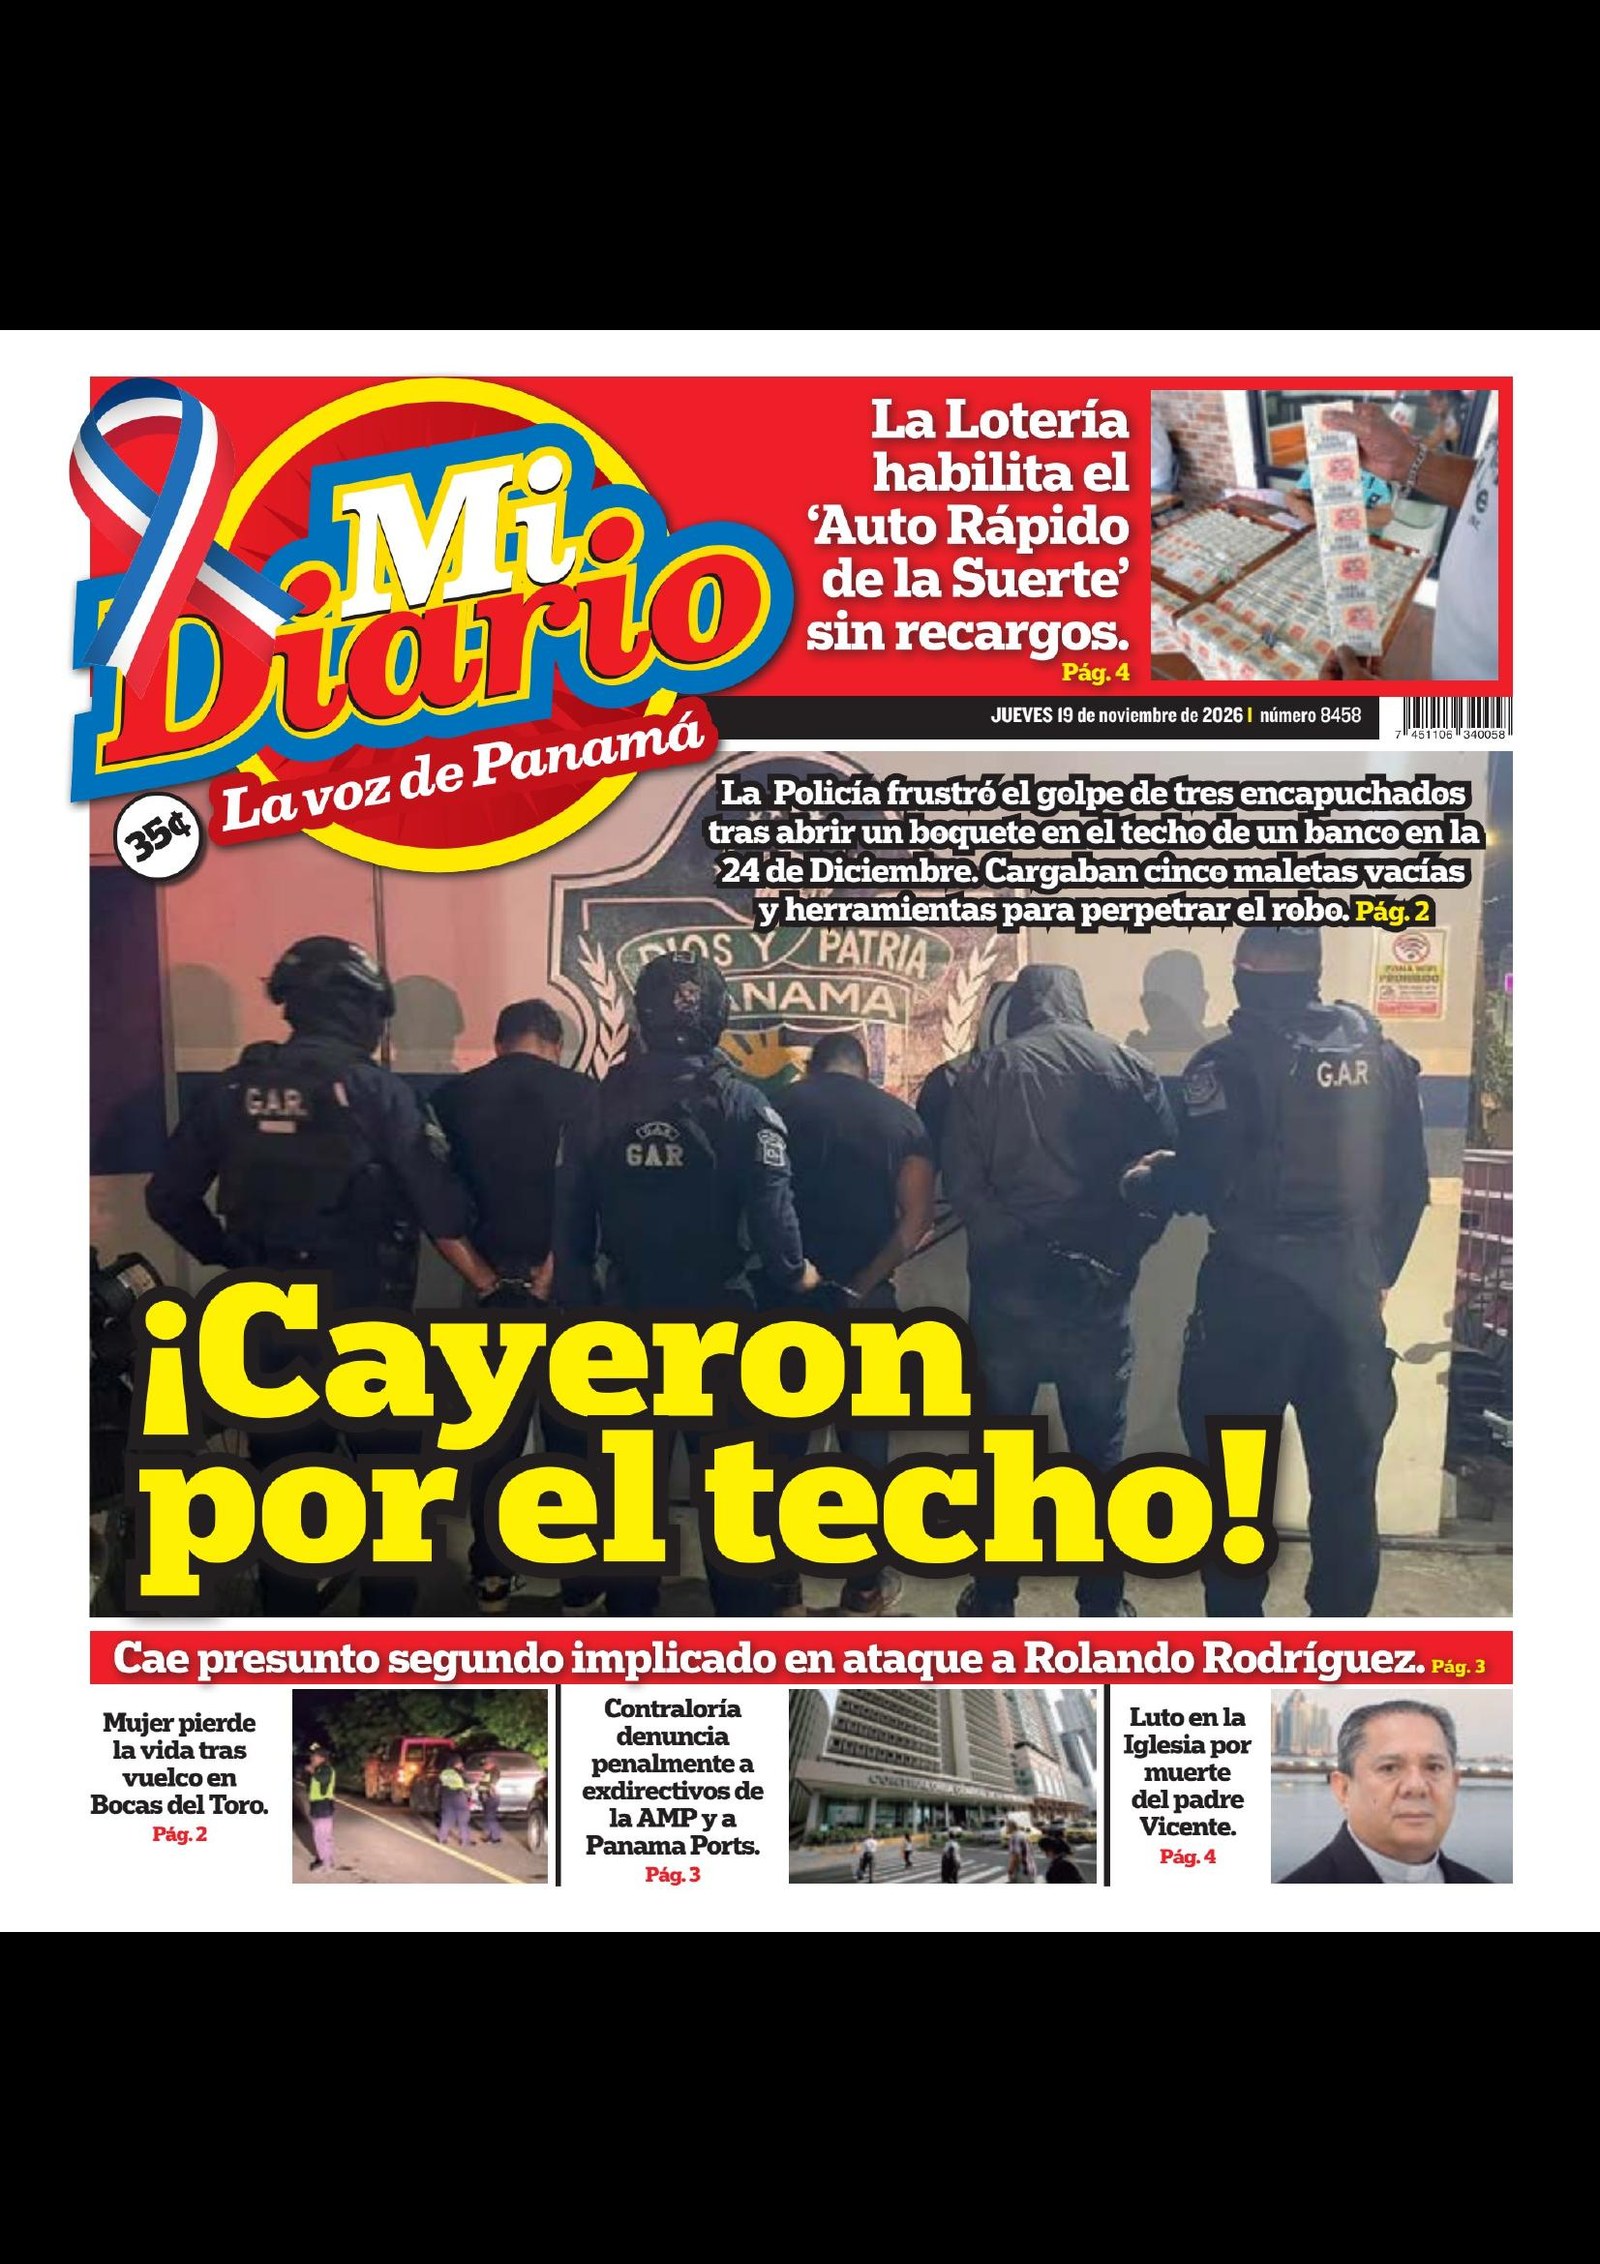 Mi
Diario
La voz de Panamá
35¢
La Lotería
habilita el
‘Auto Rápido
de la Suerte’
sin recargos.
Pág. 4
JUEVES 19 de noviembre de 2026 | número 8458
7 451106 340058
La Policía frustró el golpe de tres encapuchados
tras abrir un boquete en el techo de un banco en la
24 de Diciembre. Cargaban cinco maletas vacías
y herramientas para perpetrar el robo. Pág. 2
DIOS Y PATRIA
PANAMA
G.A.R.
GAR
G.A.R
¡Cayeron
por el techo!
Cae presunto segundo implicado en ataque a Rolando Rodríguez. Pág. 3
Mujer pierde
la vida tras
vuelco en
Bocas del Toro.
Pág. 2
Contraloría
denuncia
penalmente a
exdirectivos de
la AMP y a
Panama Ports.
Pág. 3
Luto en la
Iglesia por
muerte
del padre
Vicente.
Pág. 4